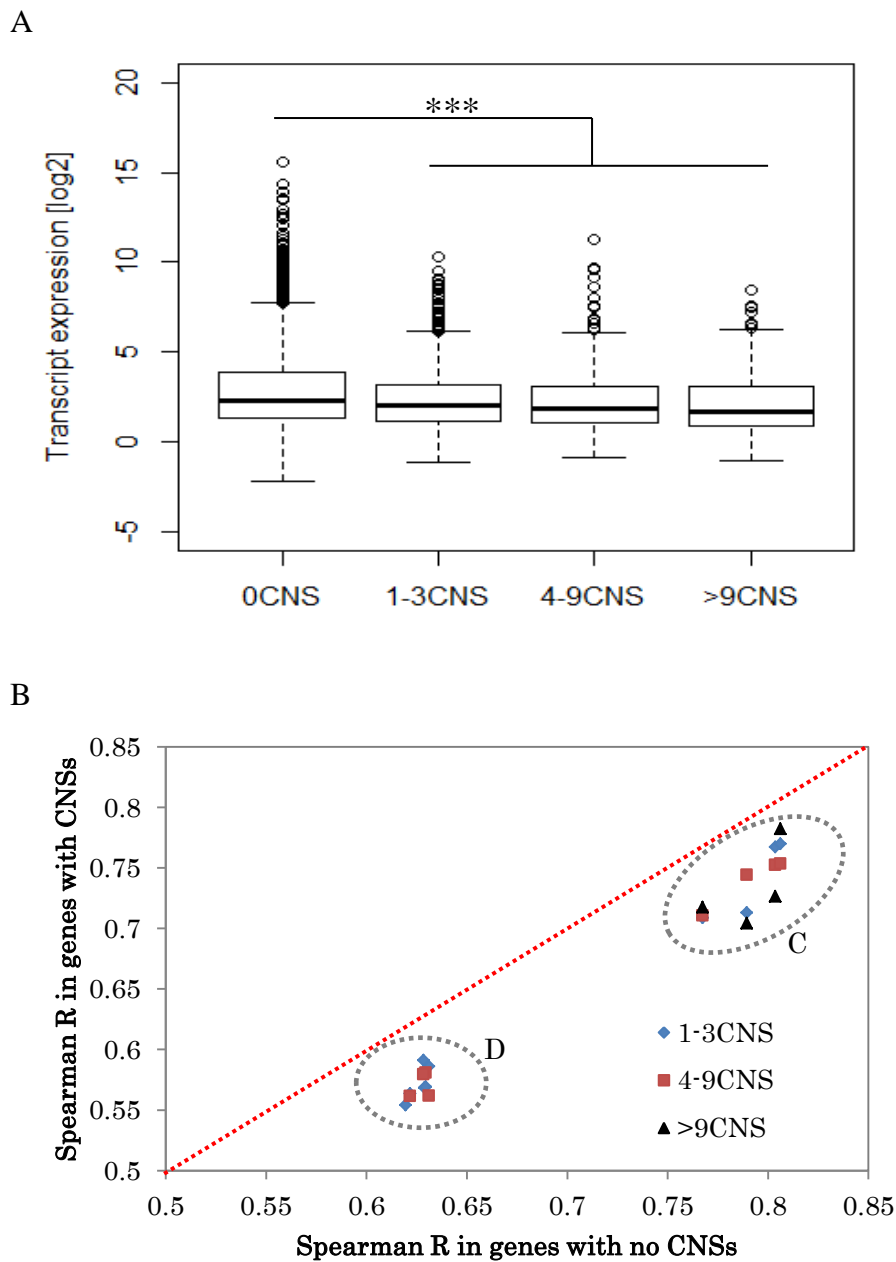 A
Transcript expression [log2]
20
15
10
5
0
-5
***
0CNS 1-3CNS 4-9CNS >9CNS
B
Spearman R in genes with CNSs
0.85
0.8
0.75
0.7
0.65
0.6
0.55
0.5
C
D
1-3CNS
4-9CNS
>9CNS
0.5 0.55 0.6 0.65 0.7 0.75 0.8 0.85
Spearman R in genes with no CNSs